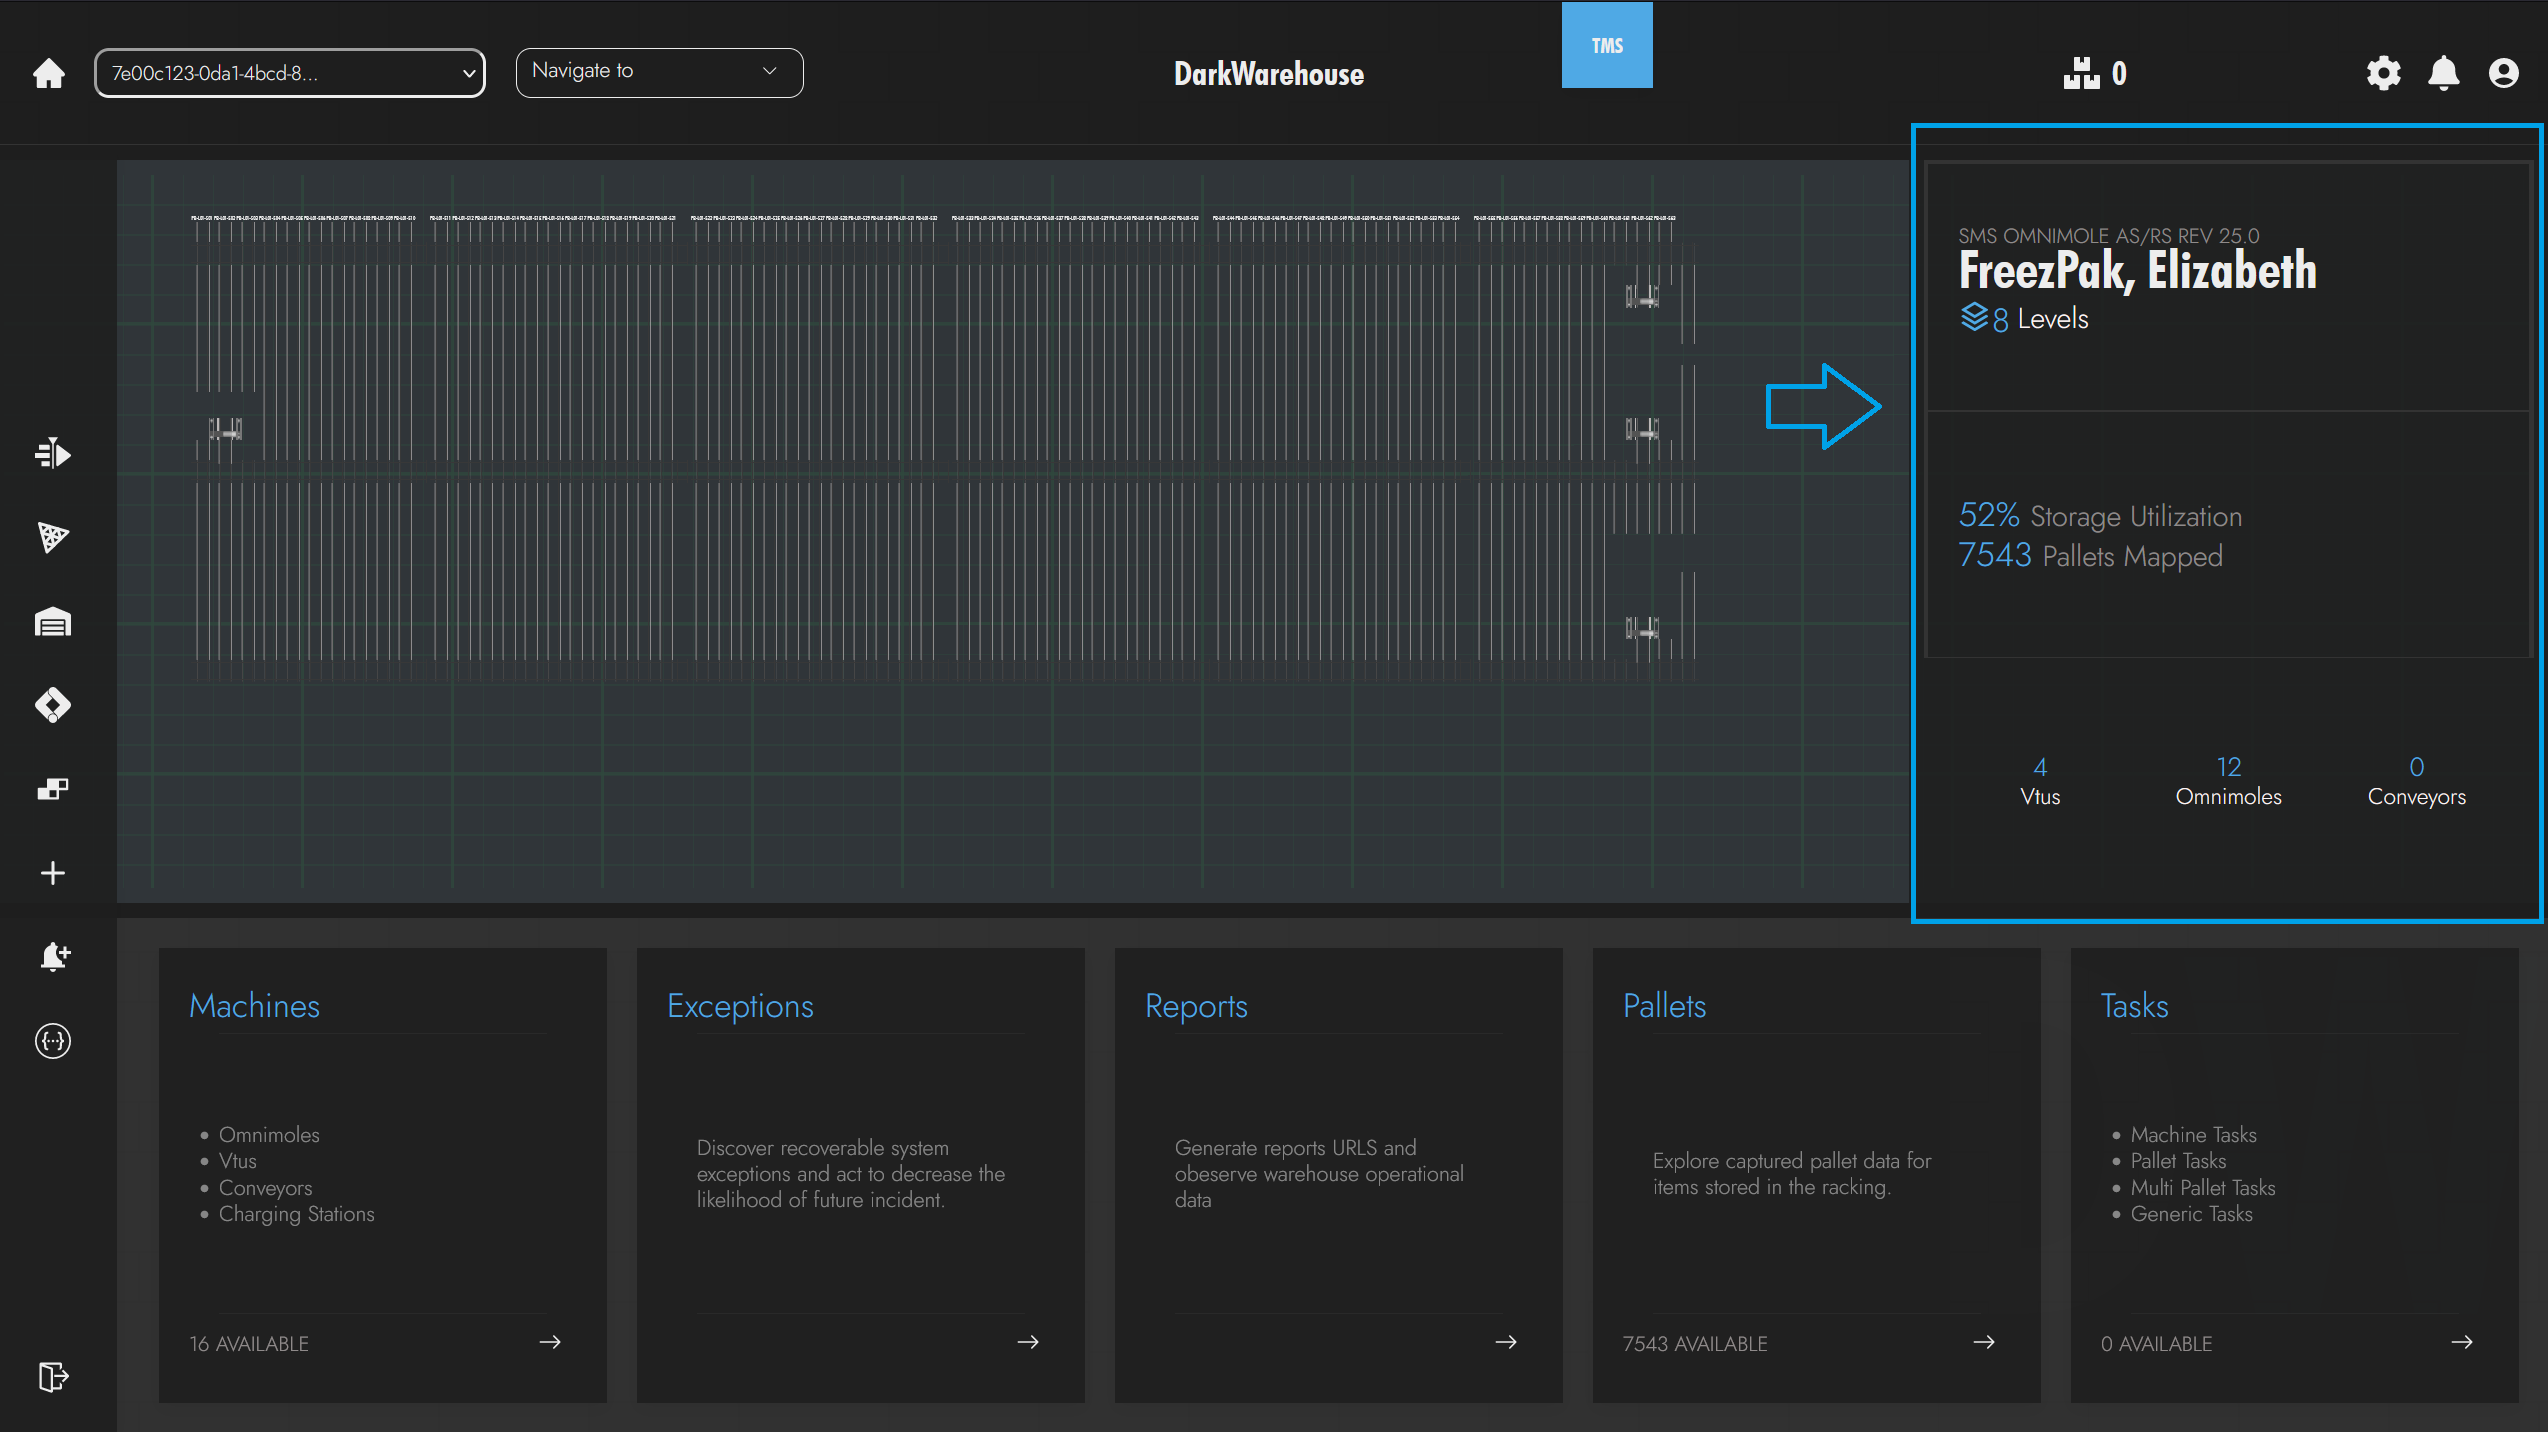 7e00c123-0da1-4bcd-8...
Navigate to
DarkWarehouse
TMS
0
SMS OMNIMOLE AS/RS REV 25.0
FreezPak, Elizabeth
8 Levels
52% Storage Utilization
7543 Pallets Mapped
4
Vtus
12
Omnimoles
0
Conveyors
Machines
Omnimoles
Vtus
Conveyors
Charging Stations
16 AVAILABLE
Exceptions
Discover recoverable system
exceptions and act to decrease the
likelihood of future incident.
Reports
Generate reports URLS and
obeserve warehouse operational
data
Pallets
Explore captured pallet data for
items stored in the racking.
7543 AVAILABLE
Tasks
Machine Tasks
Pallet Tasks
Multi Pallet Tasks
Generic Tasks
0 AVAILABLE